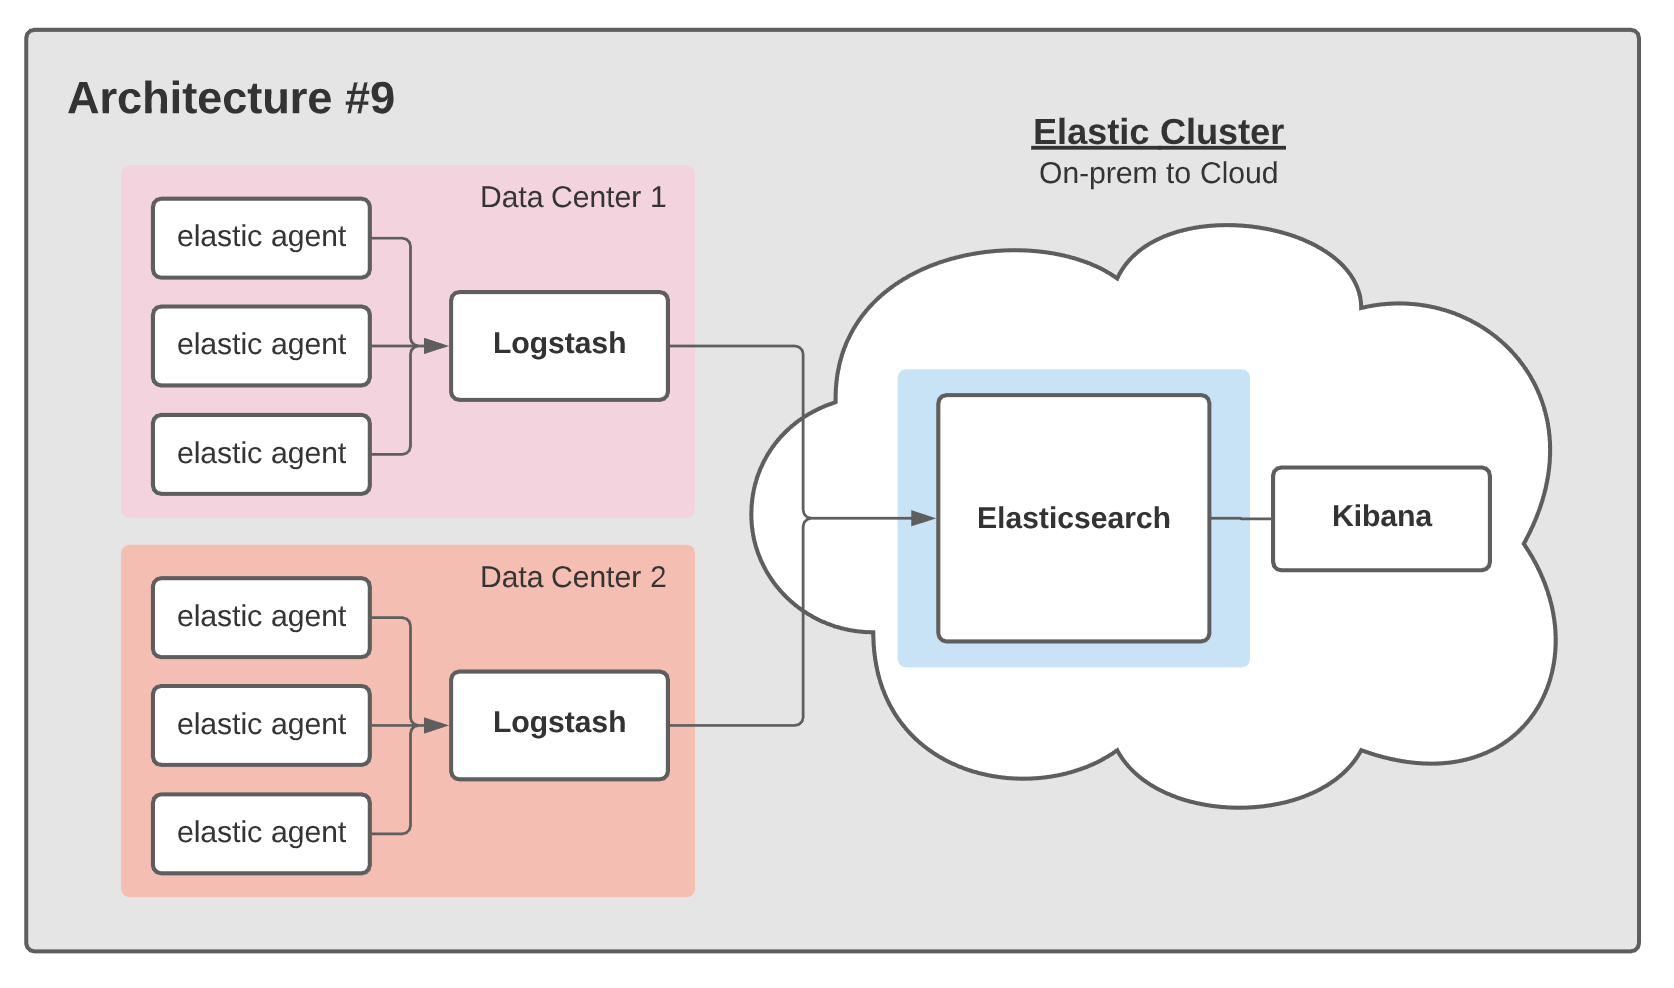 Architecture #9
Elastic Cluster
On-prem to Cloud
Data Center 1
elastic agent
elastic agent
elastic agent
Logstash
Data Center 2
elastic agent
elastic agent
elastic agent
Logstash
Elasticsearch
Kibana